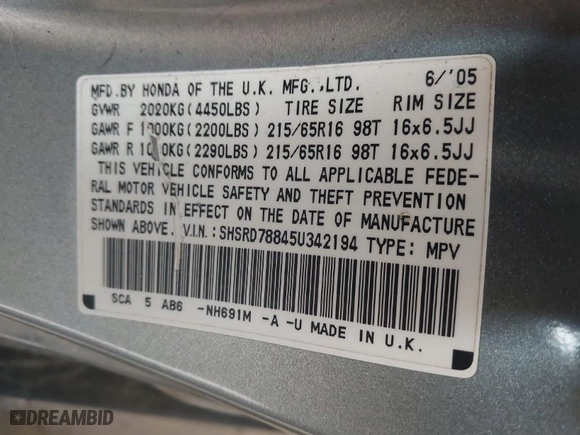 MFD.BY HONDA OF THE U.K. MFG.,LTD. 6/'05
GVWR 2020KG(4450LBS) TIRE SIZE RIM SIZE
GAWR F 1000KG(2200LBS) 215/65R16 98T 16x6.5JJ
GAWR R KG(2290LBS) 215/65R16 98T 16x6.5JJ
THIS VEHICLE CONFORMS TO ALL APPLICABLE FEDE-
RAL MOTOR VEHICLE SAFETY AND THEFT PREVENTION
STANDARDS IN EFFECT ON THE DATE OF MANUFACTURE
SHOWN ABOVE. V.I.N.:SHSRD78845U342194 TYPE: MPV
SCA 5 AB6 -NH691M -A -U MADE IN U.K.
DREAMBID